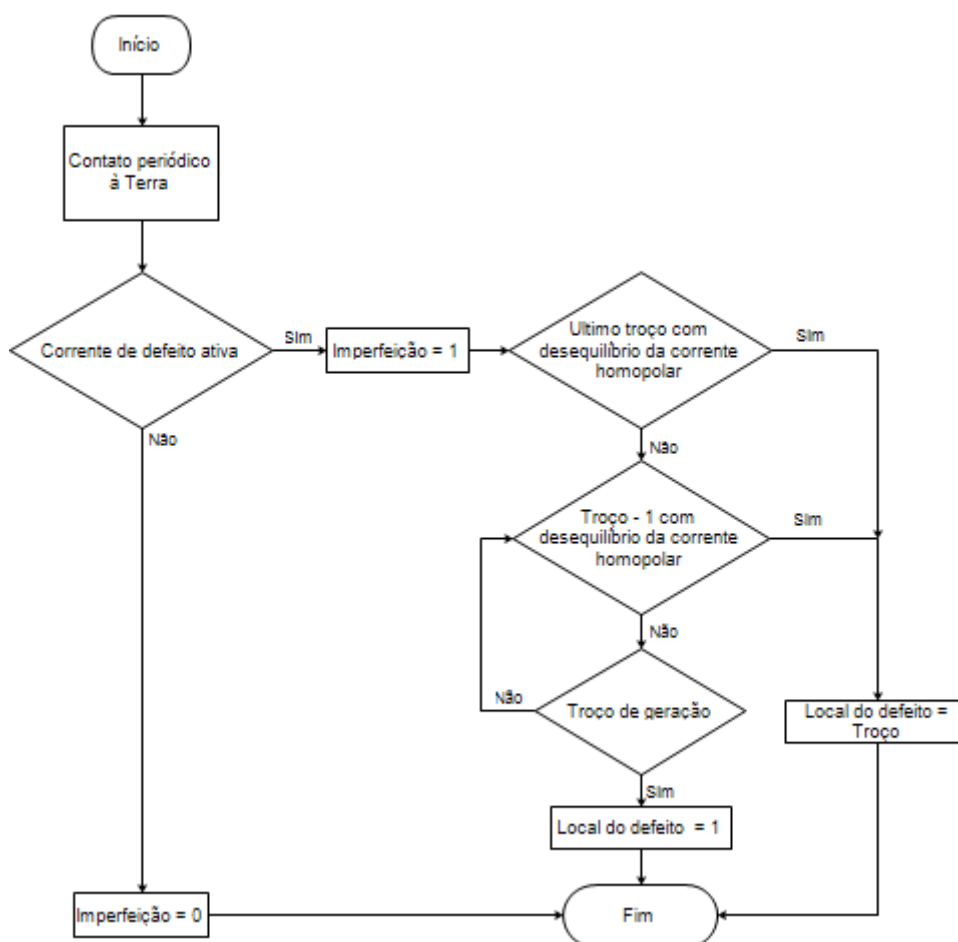 Início
Contato periódico
à Terra
Corrente de defeito ativa
Sim
Imperfeição = 1
Ultimo troço com
desequilíbrio da corrente
homopolar
Sim
Não
Não
Troço - 1 com
desequilíbrio da corrente
homopolar
Sim
Não
Não
Troço de geração
Local do defeito =
Troço
Sim
Local do defeito = 1
Imperfeição = 0
Fim